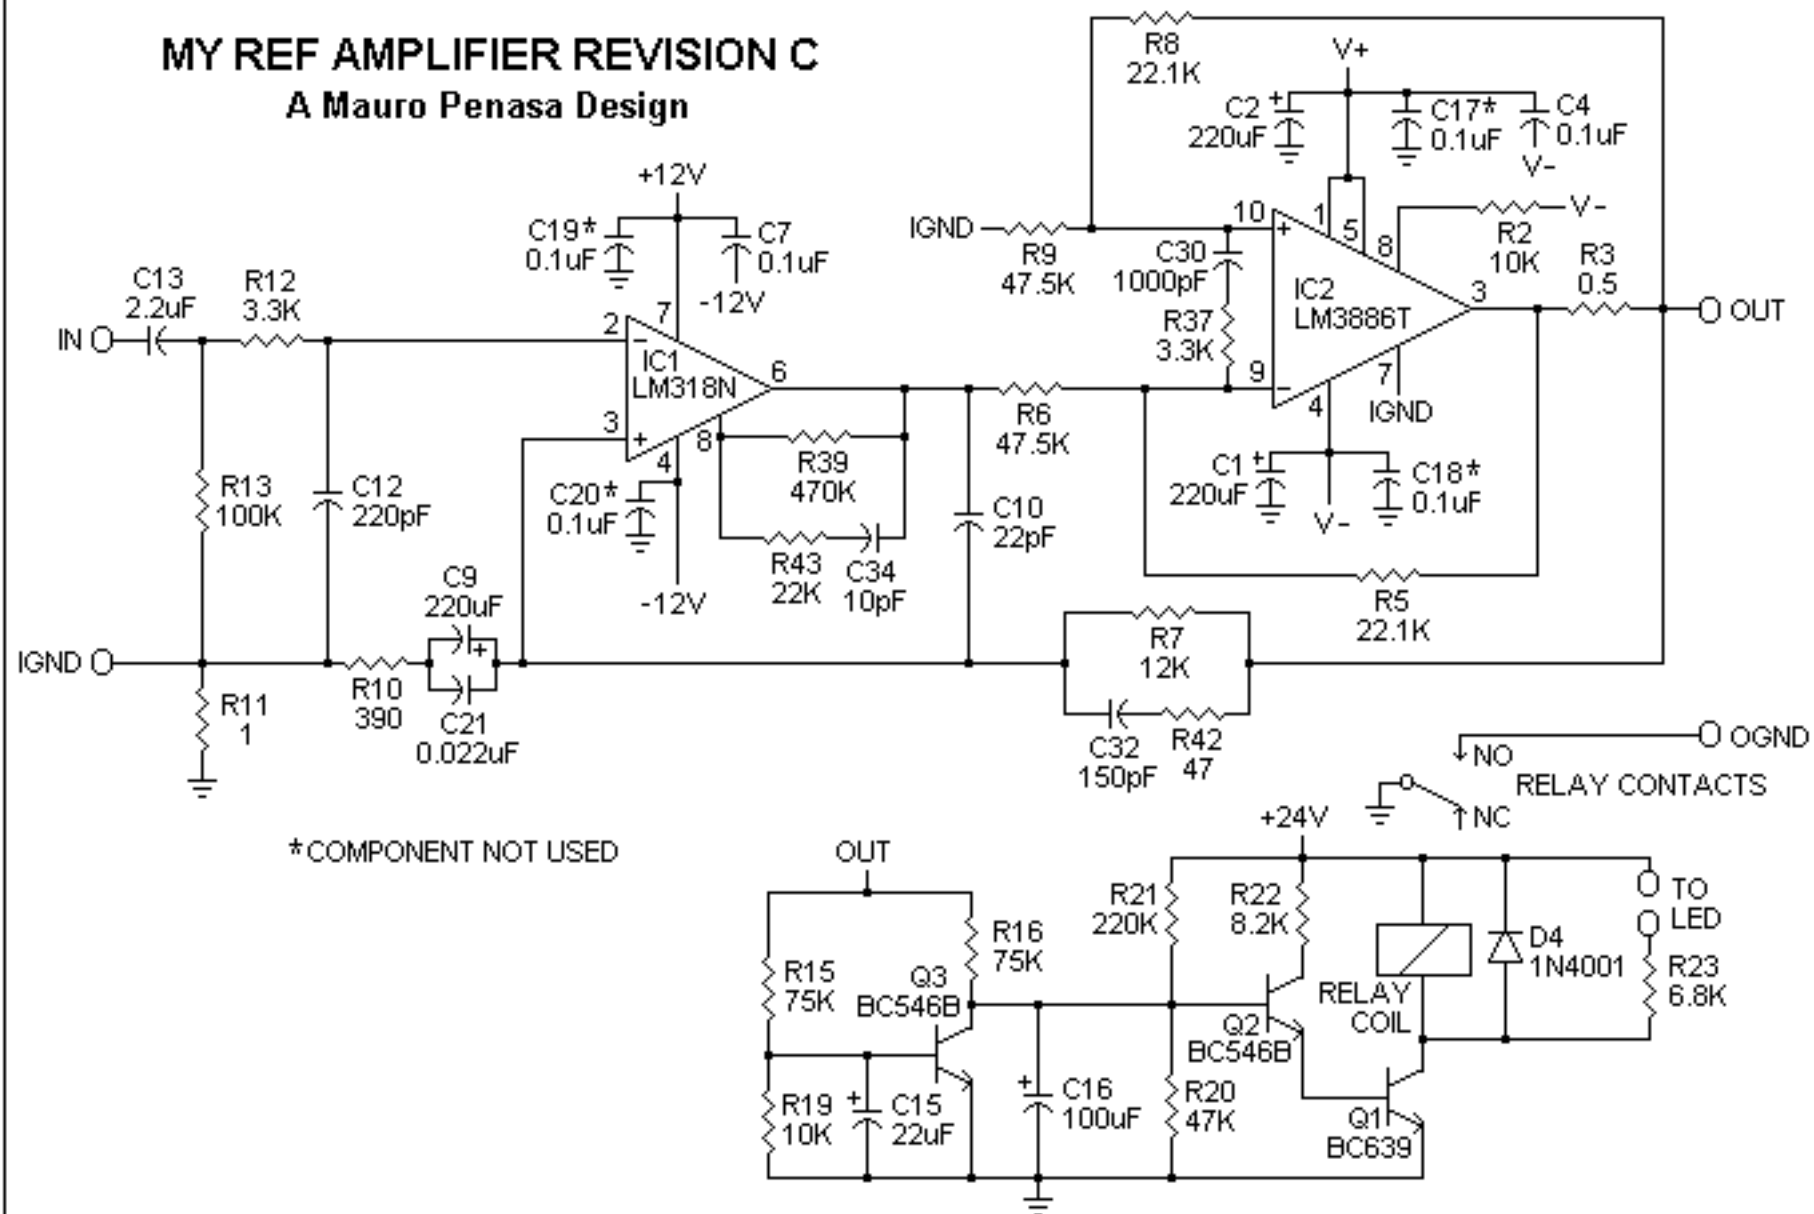 MY REF AMPLIFIER REVISION C
A Mauro Penasa Design
R8
22.1K
V+
C2 +
220uF
C17*
0.1uF
C4
0.1uF
V-
+12V
C19*
0.1uF
C7
0.1uF
-12V
IGND
R9
47.5K
10
+
1
5
8
R2
10K
V-
C30
1000pF
R37
3.3K
IC2
LM3886T
3
R3
0.5
OUT
9
-
4
7
IGND
IN
C13
2.2uF
R12
3.3K
2
-
7
IC1
LM318N
6
3
+
4
8
R6
47.5K
R39
470K
R43
22K
C34
10pF
C20*
0.1uF
-12V
C10
22pF
C1 +
220uF
V-
C18*
0.1uF
R5
22.1K
R13
100K
C12
220pF
IGND
R11
1
R10
390
C9
220uF
+
C21
0.022uF
R7
12K
C32
150pF
R42
47
OGND
NO
RELAY CONTACTS
NC
*COMPONENT NOT USED
OUT
+24V
R15
75K
R16
75K
Q3
BC546B
R19
10K
+
C15
22uF
+
C16
100uF
R21
220K
R22
8.2K
R20
47K
Q2
BC546B
RELAY
COIL
Q1
BC639
D4
1N4001
TO
LED
R23
6.8K